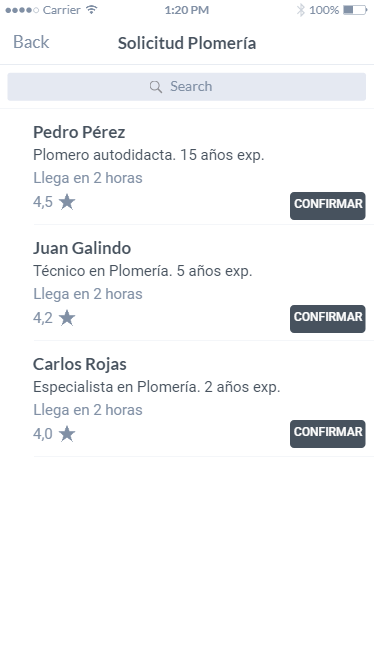 Carrier 1:20 PM 100%
Back Solicitud Plomería
Search
Pedro Pérez
Plomero autodidacta. 15 años exp.
Llega en 2 horas
4,5 CONFIRMAR
Juan Galindo
Técnico en Plomería. 5 años exp.
Llega en 2 horas
4,2 CONFIRMAR
Carlos Rojas
Especialista en Plomería. 2 años exp.
Llega en 2 horas
4,0 CONFIRMAR